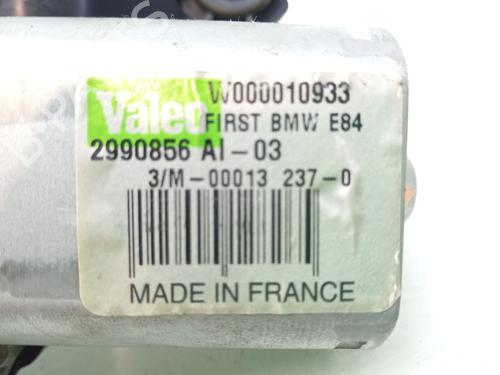 Valeo
W000010933
FIRST BMW E84
2990856 AI-03
3/M-00013 237-0
MADE IN FRANCE